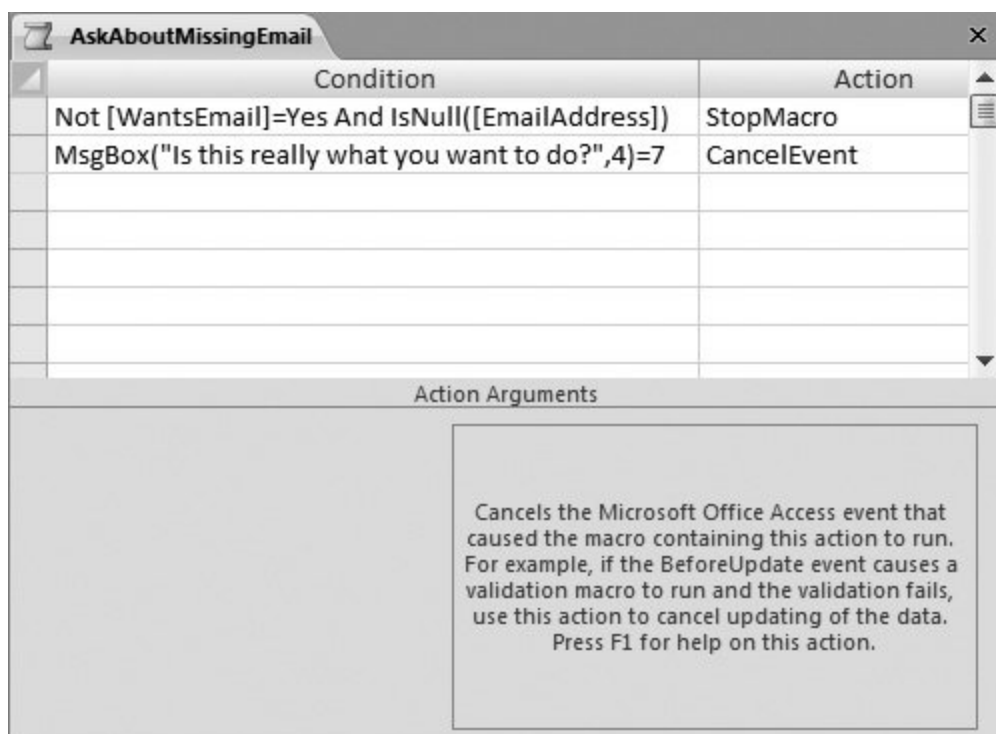 AskAboutMissingEmail
Condition Action
Not [WantsEmail]=Yes And IsNull([EmailAddress]) StopMacro
MsgBox("Is this really what you want to do?",4)=7 CancelEvent
Action Arguments
Cancels the Microsoft Office Access event that
caused the macro containing this action to run.
For example, if the BeforeUpdate event causes a
validation macro to run and the validation fails,
use this action to cancel updating of the data.
Press F1 for help on this action.